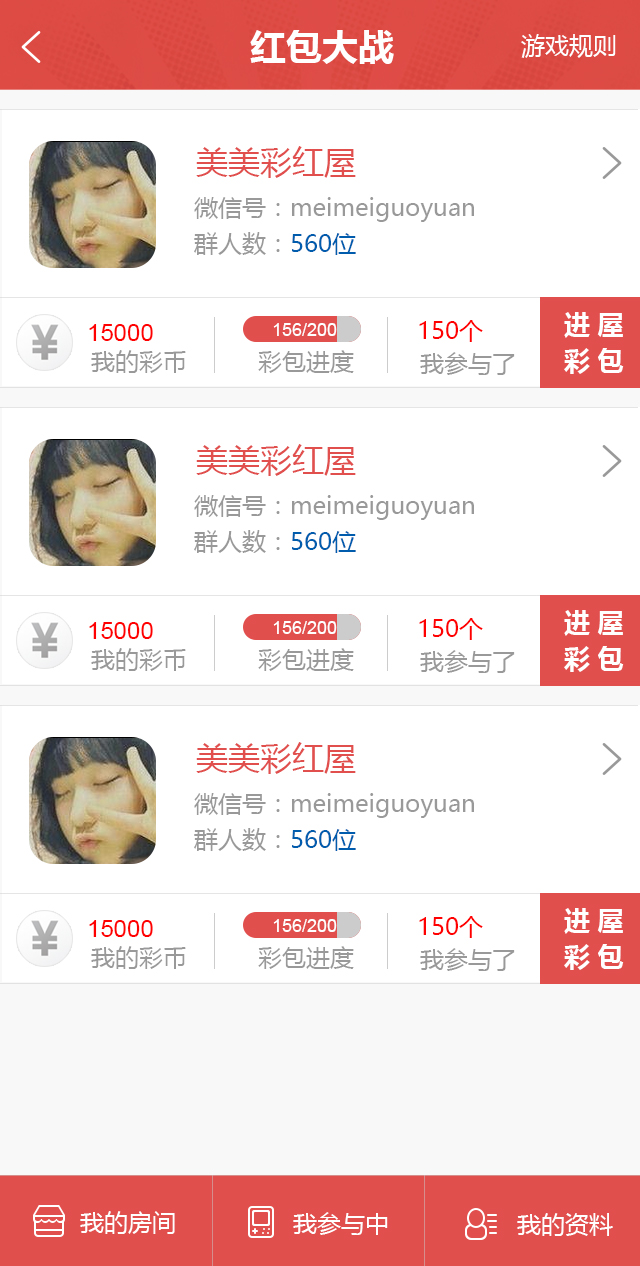 红包大战
游戏规则
美美彩红屋
微信号：meimeiguoyuan
群人数：560位
¥
15000
我的彩币
156/200
彩包进度
150个
我参与了
进屋
彩包
美美彩红屋
微信号：meimeiguoyuan
群人数：560位
¥
15000
我的彩币
156/200
彩包进度
150个
我参与了
进屋
彩包
美美彩红屋
微信号：meimeiguoyuan
群人数：560位
¥
15000
我的彩币
156/200
彩包进度
150个
我参与了
进屋
彩包
我的房间
我参与中
我的资料